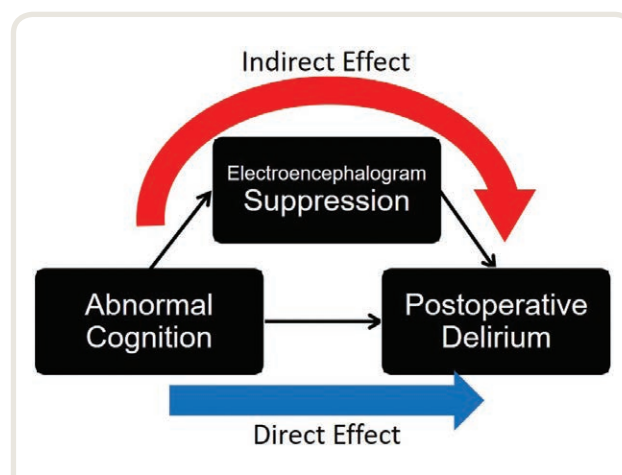 Indirect Effect
Electroencephalogram
Suppression
Abnormal
Cognition
Postoperative
Delirium
Direct Effect